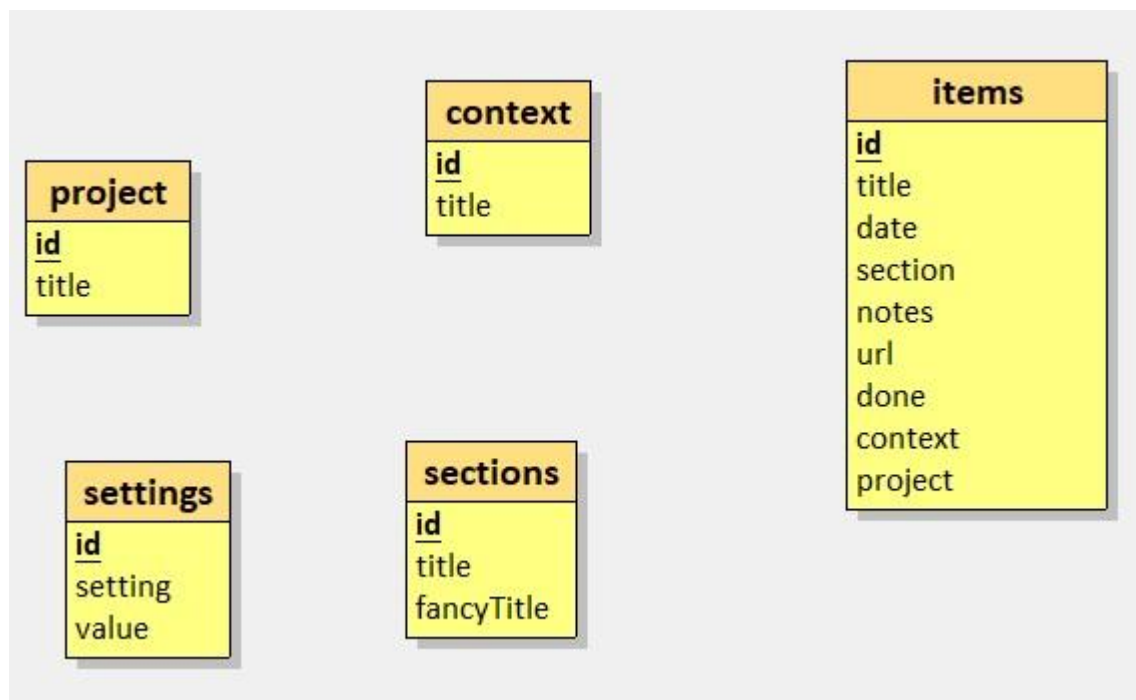 project
id
title
context
id
title
items
id
title
date
section
notes
url
done
context
project
settings
id
setting
value
sections
id
title
fancyTitle